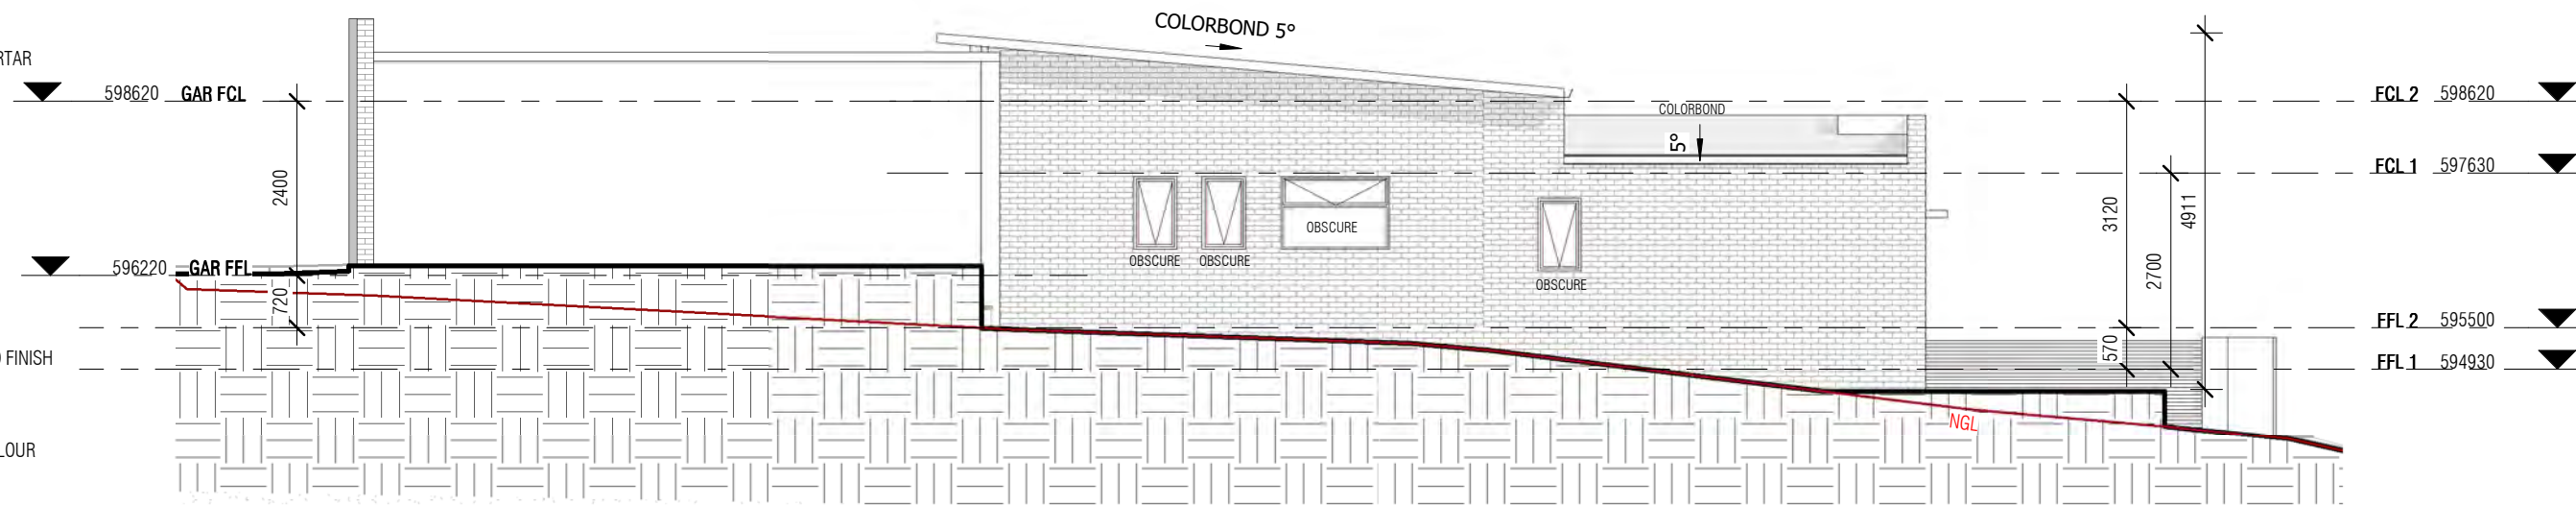 COLORBOND 5°
RTAR
598620 GAR FCL
FCL 2 598620
COLORBOND
5°
FCL 1 597630
2400
3120
4911
OBSCURE
OBSCURE OBSCURE
596220 GAR FFL
2700
OBSCURE
720
FFL 2 595500
570
FINISH
FFL 1 594930
NGL
LOUR